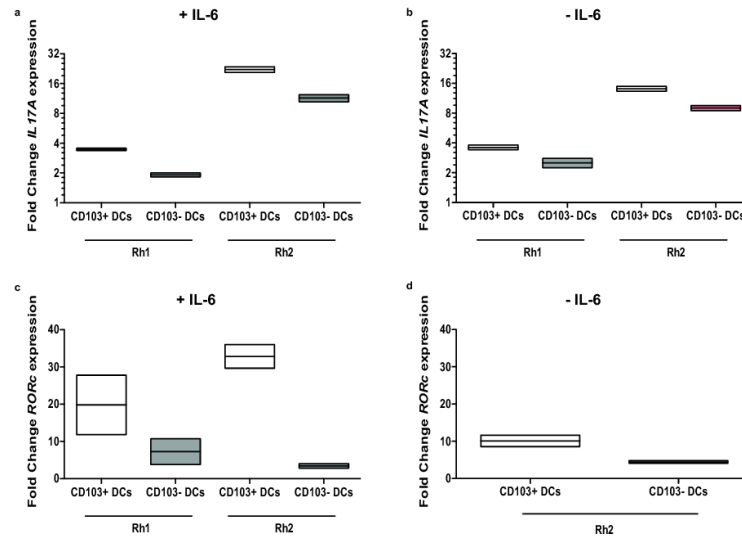 a
+ IL-6
Fold Change IL17A expression
32
16
8
4
2
1
CD103+ DCs CD103- DCs CD103+ DCs CD103- DCs
Rh1 Rh2
b
- IL-6
Fold Change IL17A expression
32
16
8
4
2
1
CD103+ DCs CD103- DCs CD103+ DCs CD103- DCs
Rh1 Rh2
c
+ IL-6
Fold Change RORc expression
40
30
20
10
0
CD103+ DCs CD103- DCs CD103+ DCs CD103- DCs
Rh1 Rh2
d
- IL-6
Fold Change RORc expression
40
30
20
10
0
CD103+ DCs CD103- DCs
Rh2